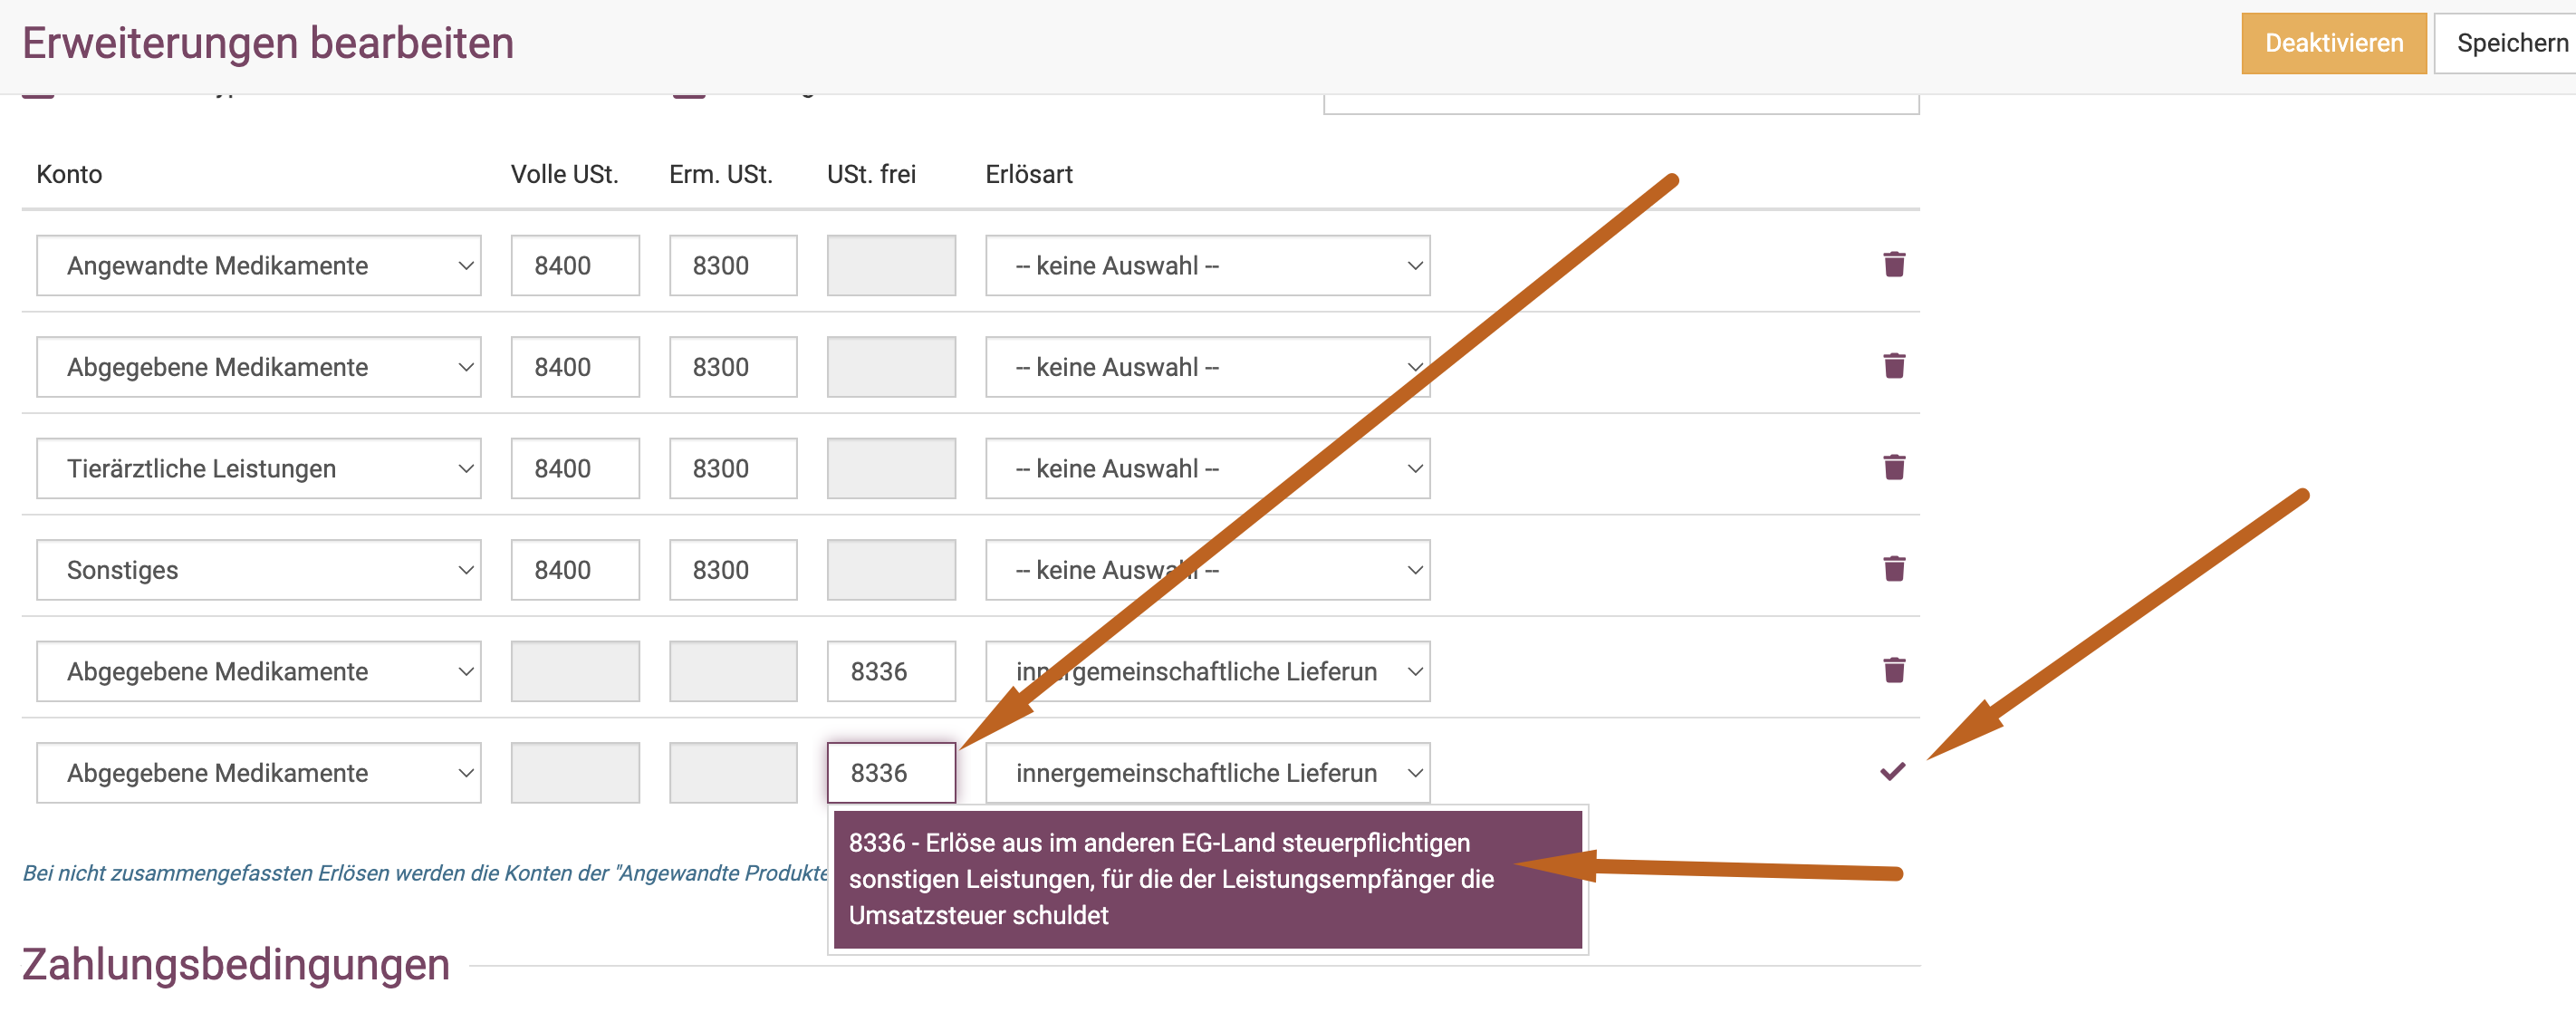 Erweiterungen bearbeiten
Deaktivieren
Speichern
Konto Volle USt. Erm. USt. USt. frei Erlösart
Angewandte Medikamente 8400 8300 -- keine Auswahl --
Abgegebene Medikamente 8400 8300 -- keine Auswahl --
Tierärztliche Leistungen 8400 8300 -- keine Auswahl --
Sonstiges 8400 8300 -- keine Auswahl --
Abgegebene Medikamente 8336 innergemeinschaftliche Lieferun
Abgegebene Medikamente 8336 innergemeinschaftliche Lieferun
8336 - Erlöse aus im anderen EG-Land steuerpflichtigen
sonstigen Leistungen, für die der Leistungsempfänger die
Umsatzsteuer schuldet
Bei nicht zusammengefassten Erlösen werden die Konten der "Angewandte Produkte
Zahlungsbedingungen